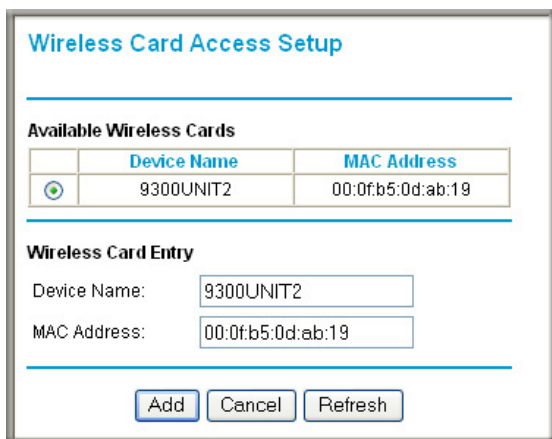 Wireless Card Access Setup
Available Wireless Cards
Device Name MAC Address
9300UNIT2 00:0f:b5:0d:ab:19
Wireless Card Entry
Device Name: 9300UNIT2
MAC Address: 00:0f:b5:0d:ab:19
Add Cancel Refresh